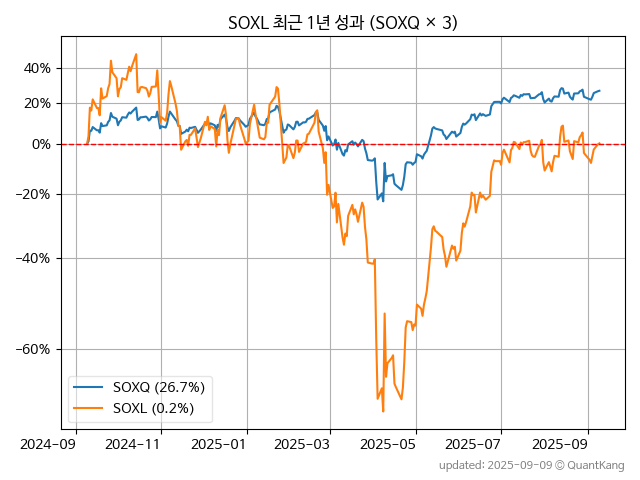 SOXL 최근 1년 성과 (SOXQ × 3)
40%
20%
0%
−20%
−40%
−60%
SOXQ (26.7%)
SOXL (0.2%)
2024−09 2024−11 2025−01 2025−03 2025−05 2025−07 2025−09
updated: 2025−09−09 © QuantKang